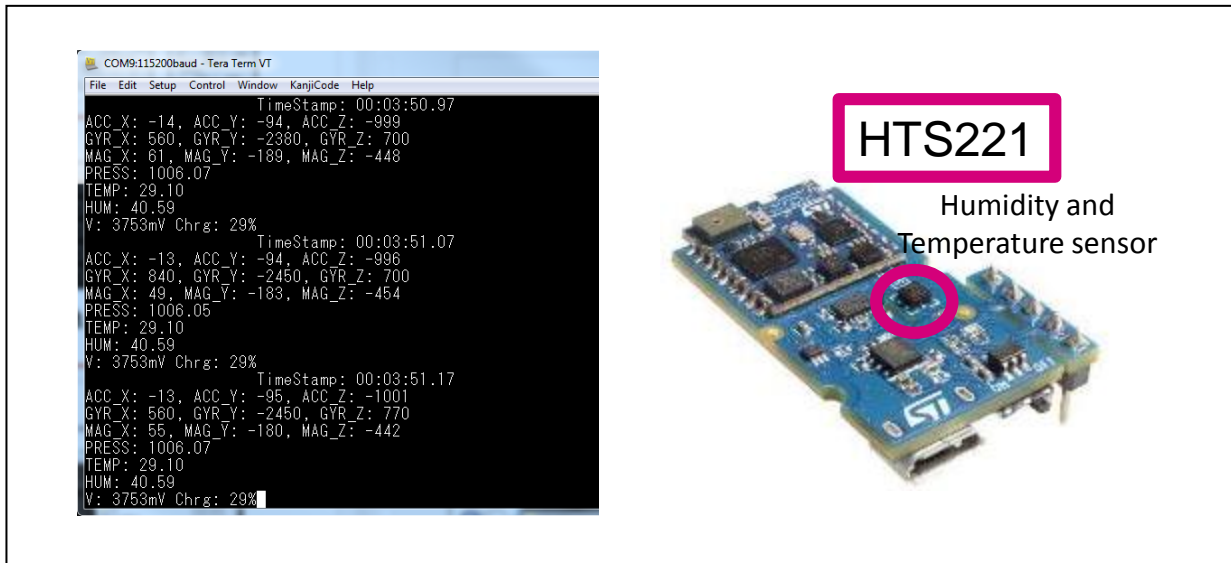 COM9:115200baud - Tera Term VT
File Edit Setup Control Window KanjiCode Help
TimeStamp: 00:03:50.97
ACC_X: -14, ACC_Y: -94, ACC_Z: -999
GYR_X: 560, GYR_Y: -2380, GYR_Z: 700
MAG_X: 61, MAG_Y: -189, MAG_Z: -448
PRESS: 1006.07
TEMP: 29.10
HUM: 40.59
V: 3753mV Chrg: 29%
TimeStamp: 00:03:51.07
ACC_X: -13, ACC_Y: -94, ACC_Z: -996
GYR_X: 840, GYR_Y: -2450, GYR_Z: 700
MAG_X: 49, MAG_Y: -183, MAG_Z: -454
PRESS: 1006.05
TEMP: 29.10
HUM: 40.59
V: 3753mV Chrg: 29%
TimeStamp: 00:03:51.17
ACC_X: -13, ACC_Y: -95, ACC_Z: -1001
GYR_X: 560, GYR_Y: -2450, GYR_Z: 770
MAG_X: 55, MAG_Y: -180, MAG_Z: -442
PRESS: 1006.07
TEMP: 29.10
HUM: 40.59
V: 3753mV Chrg: 29%
HTS221
Humidity and
Temperature sensor
ST